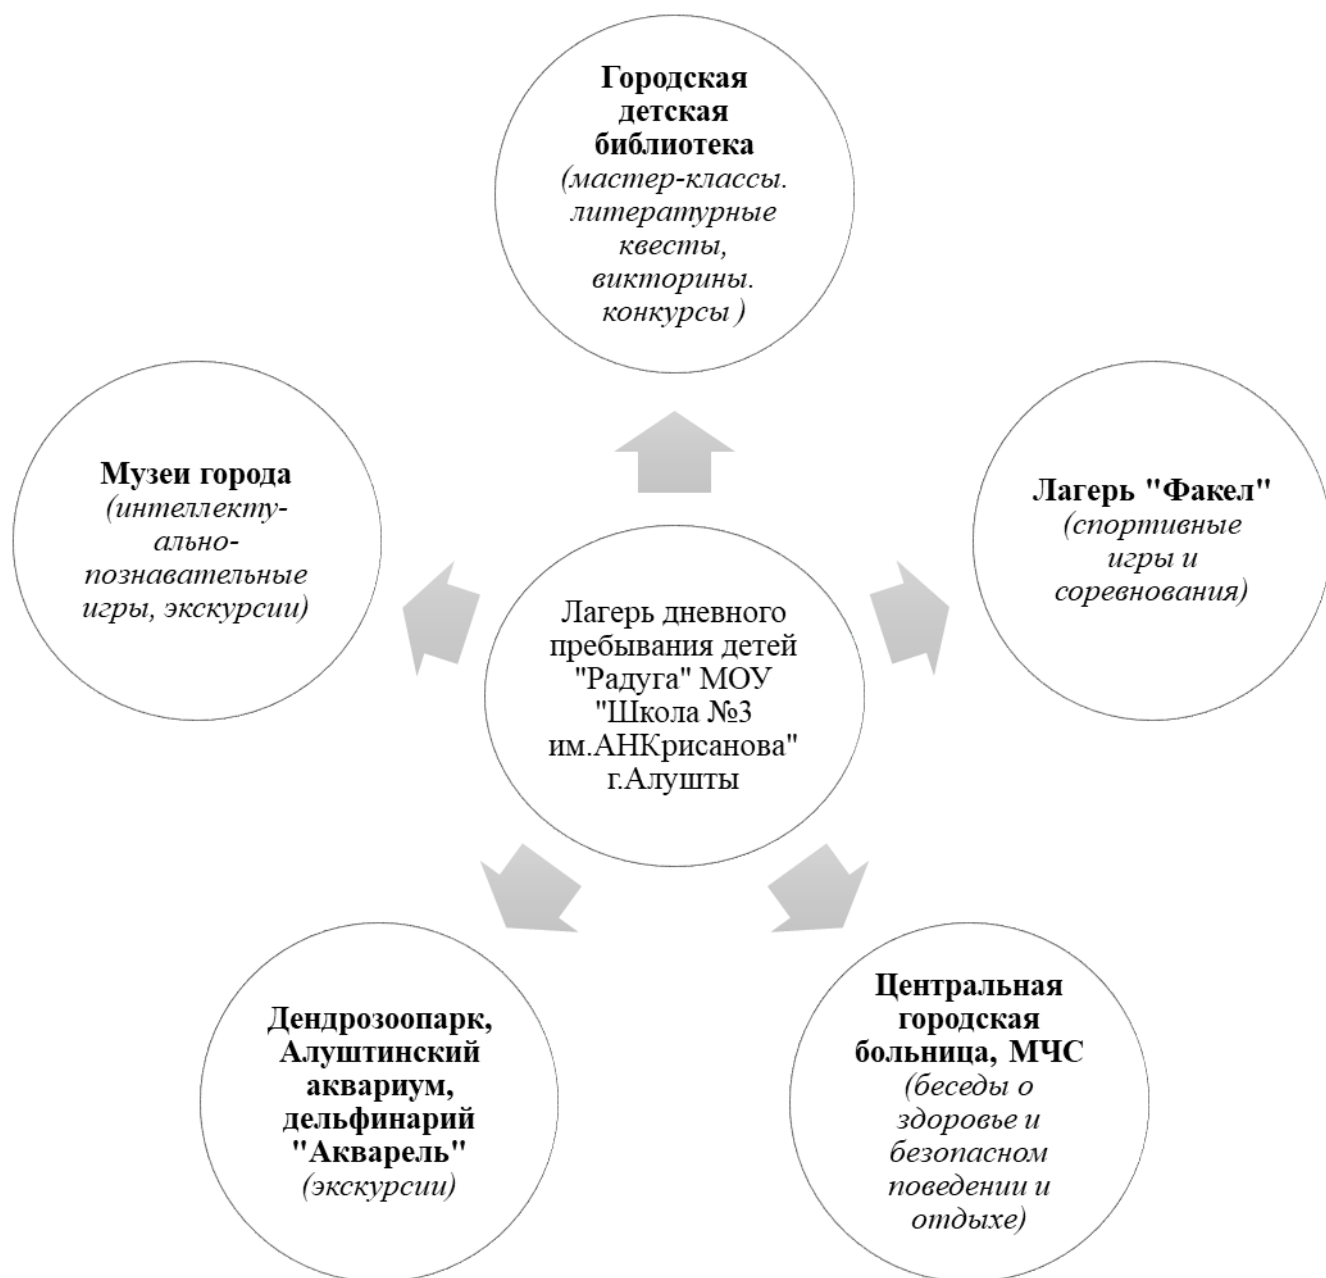 Городская
детская
библиотека
(мастер-классы.
литературные
квесты,
викторины.
конкурсы )
Музеи города
(интеллекту-
ально-
познавательные
игры, экскурсии)
Лагерь "Факел"
(спортивные
игры и
соревнования)
Лагерь дневного
пребывания детей
"Радуга" МОУ
"Школа №3
им.АНКрисанова"
г.Алушты
Дендрозоопарк,
Алуштинский
аквариум,
дельфинарий
"Акварель"
(экскурсии)
Центральная
городская
больница, МЧС
(беседы о
здоровье и
безопасном
поведении и
отдыхе)